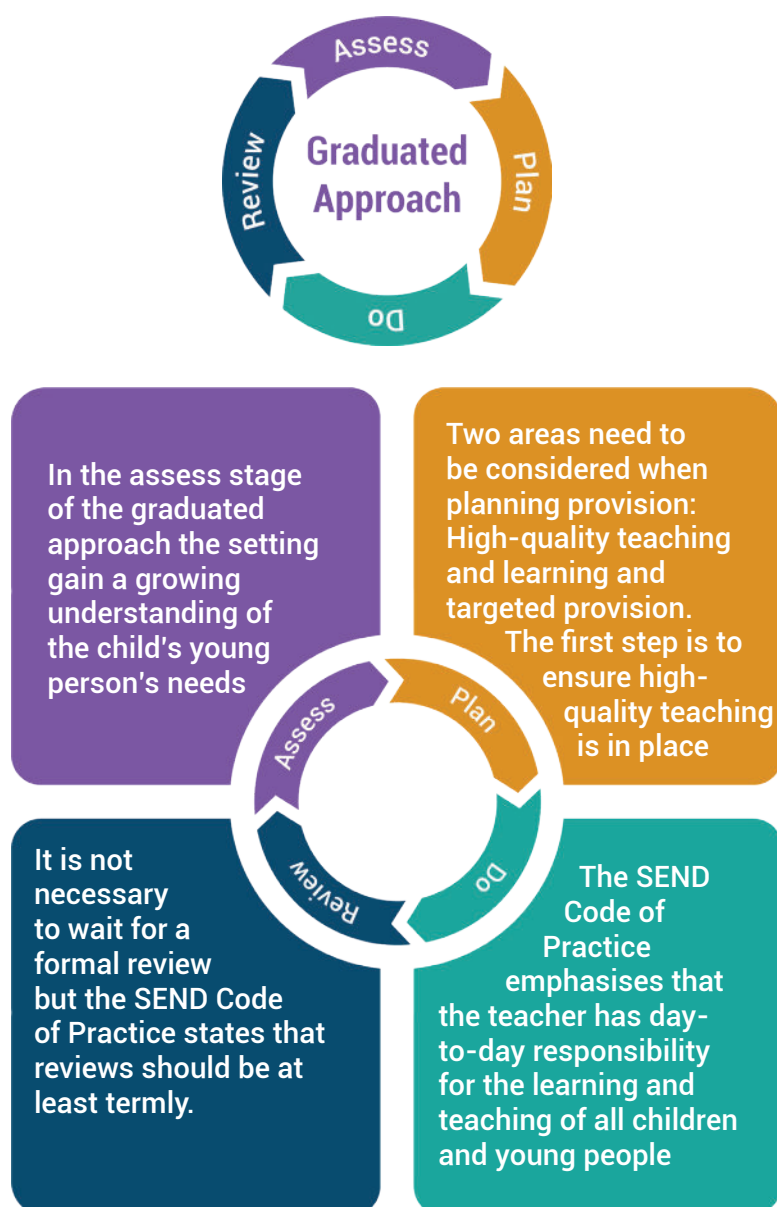 Assess
Plan
Do
Review
Graduated
Approach
In the assess stage
of the graduated
approach the setting
gain a growing
understanding of
the child's young
person's needs
Two areas need to
be considered when
planning provision:
High-quality teaching
and learning and
targeted provision.
The first step is to
ensure high-
quality teaching
is in place
Assess
Plan
Do
Review
It is not
necessary
to wait for a
formal review
but the SEND Code
of Practice states that
reviews should be at
least termly.
The SEND
Code of
Practice
emphasises that
the teacher has day-
to-day responsibility
for the learning and
teaching of all children
and young people